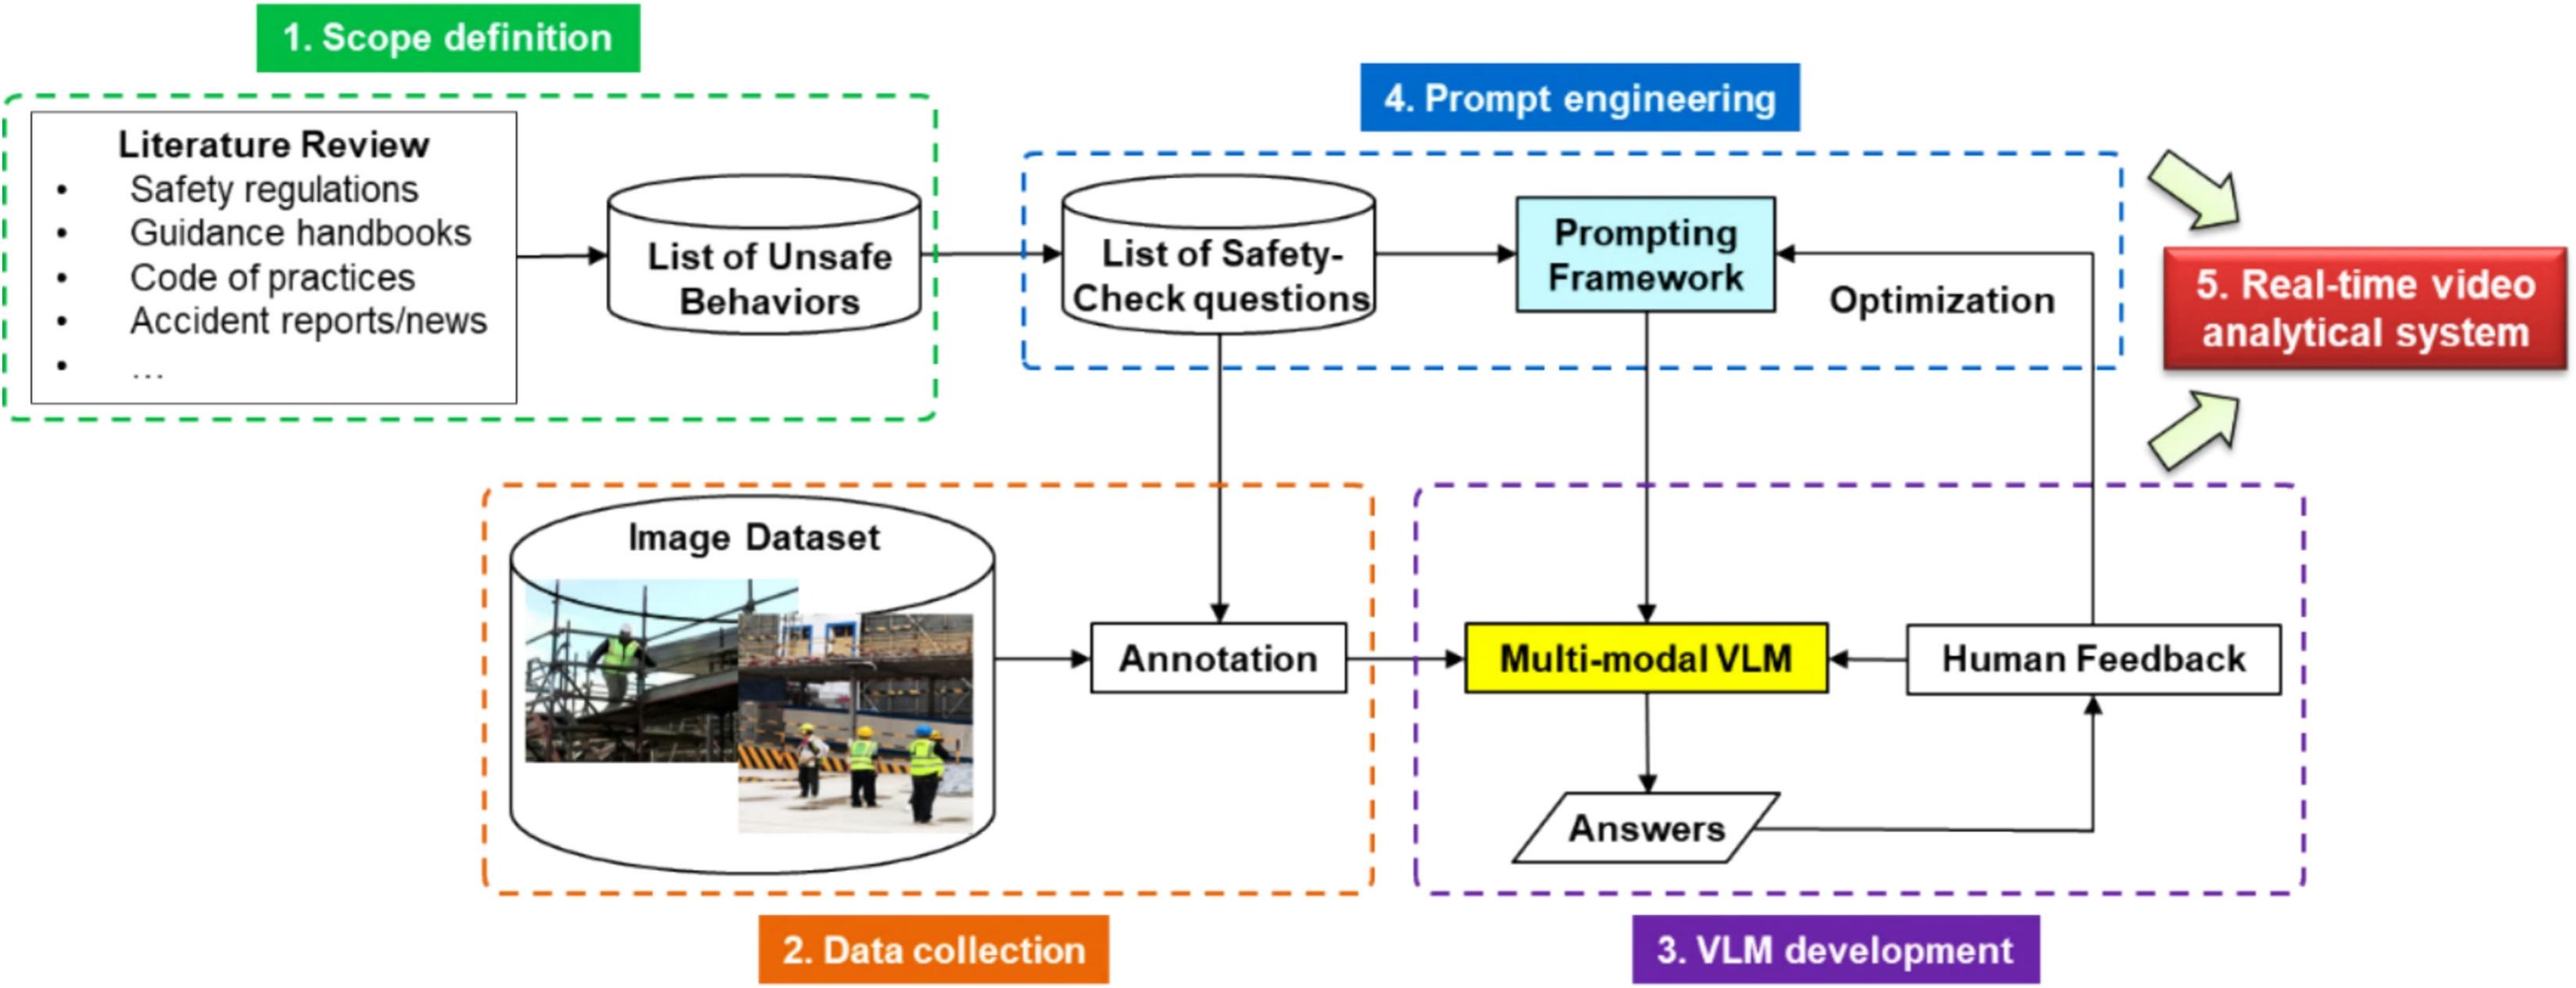 1. Scope definition
Literature Review
• Safety regulations
• Guidance handbooks
• Code of practices
• Accident reports/news
• ...
List of Unsafe
Behaviors
4. Prompt engineering
List of Safety-
Check questions
Prompting
Framework
Optimization
5. Real-time video
analytical system
Image Dataset
Annotation
Multi-modal VLM
Human Feedback
Answers
2. Data collection
3. VLM development